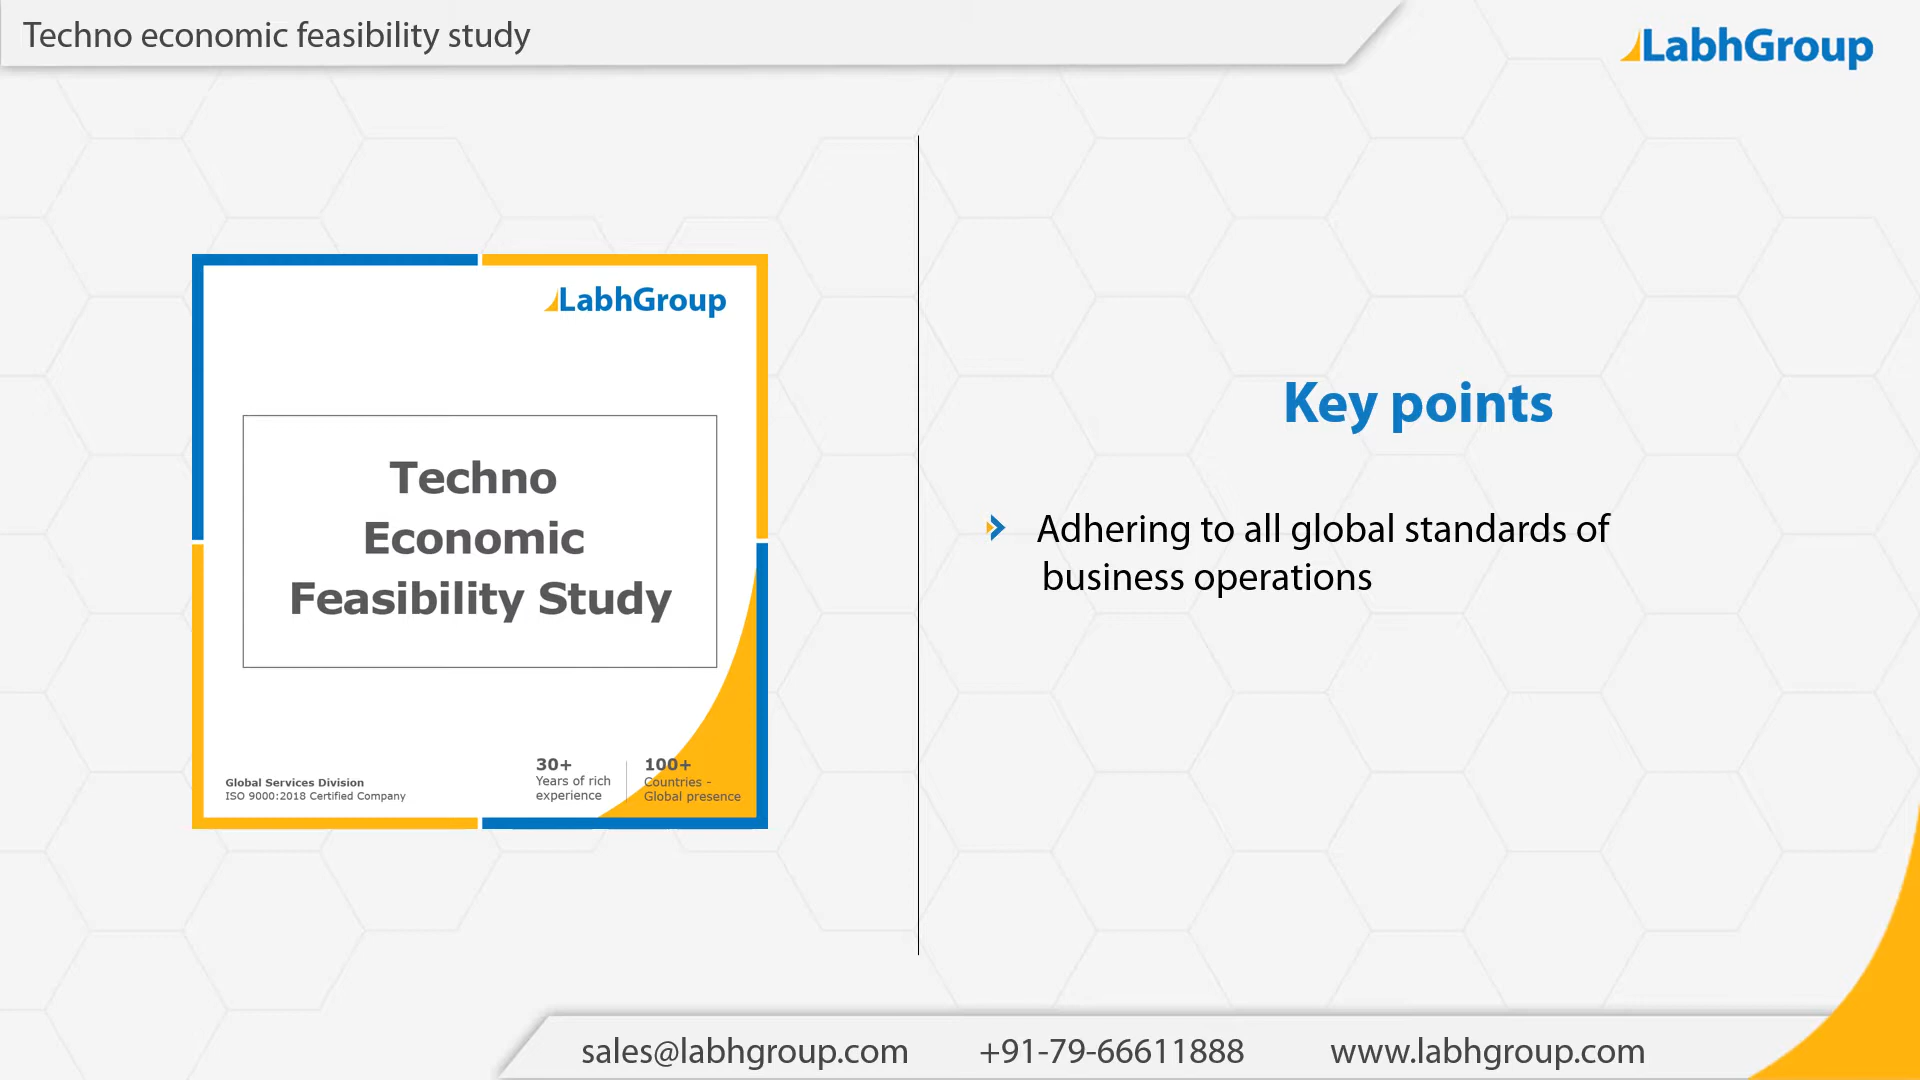 Techno economic feasibility study
LabhGroup
LabhGroup
Techno
Economic
Feasibility Study
Global Services Division
ISO 9000:2018 Certified Company
30+
Years of rich
experience
100+
Countries -
Global presence
Key points
Adhering to all global standards of
business operations
sales@labhgroup.com +91-79-66611888 www.labhgroup.com